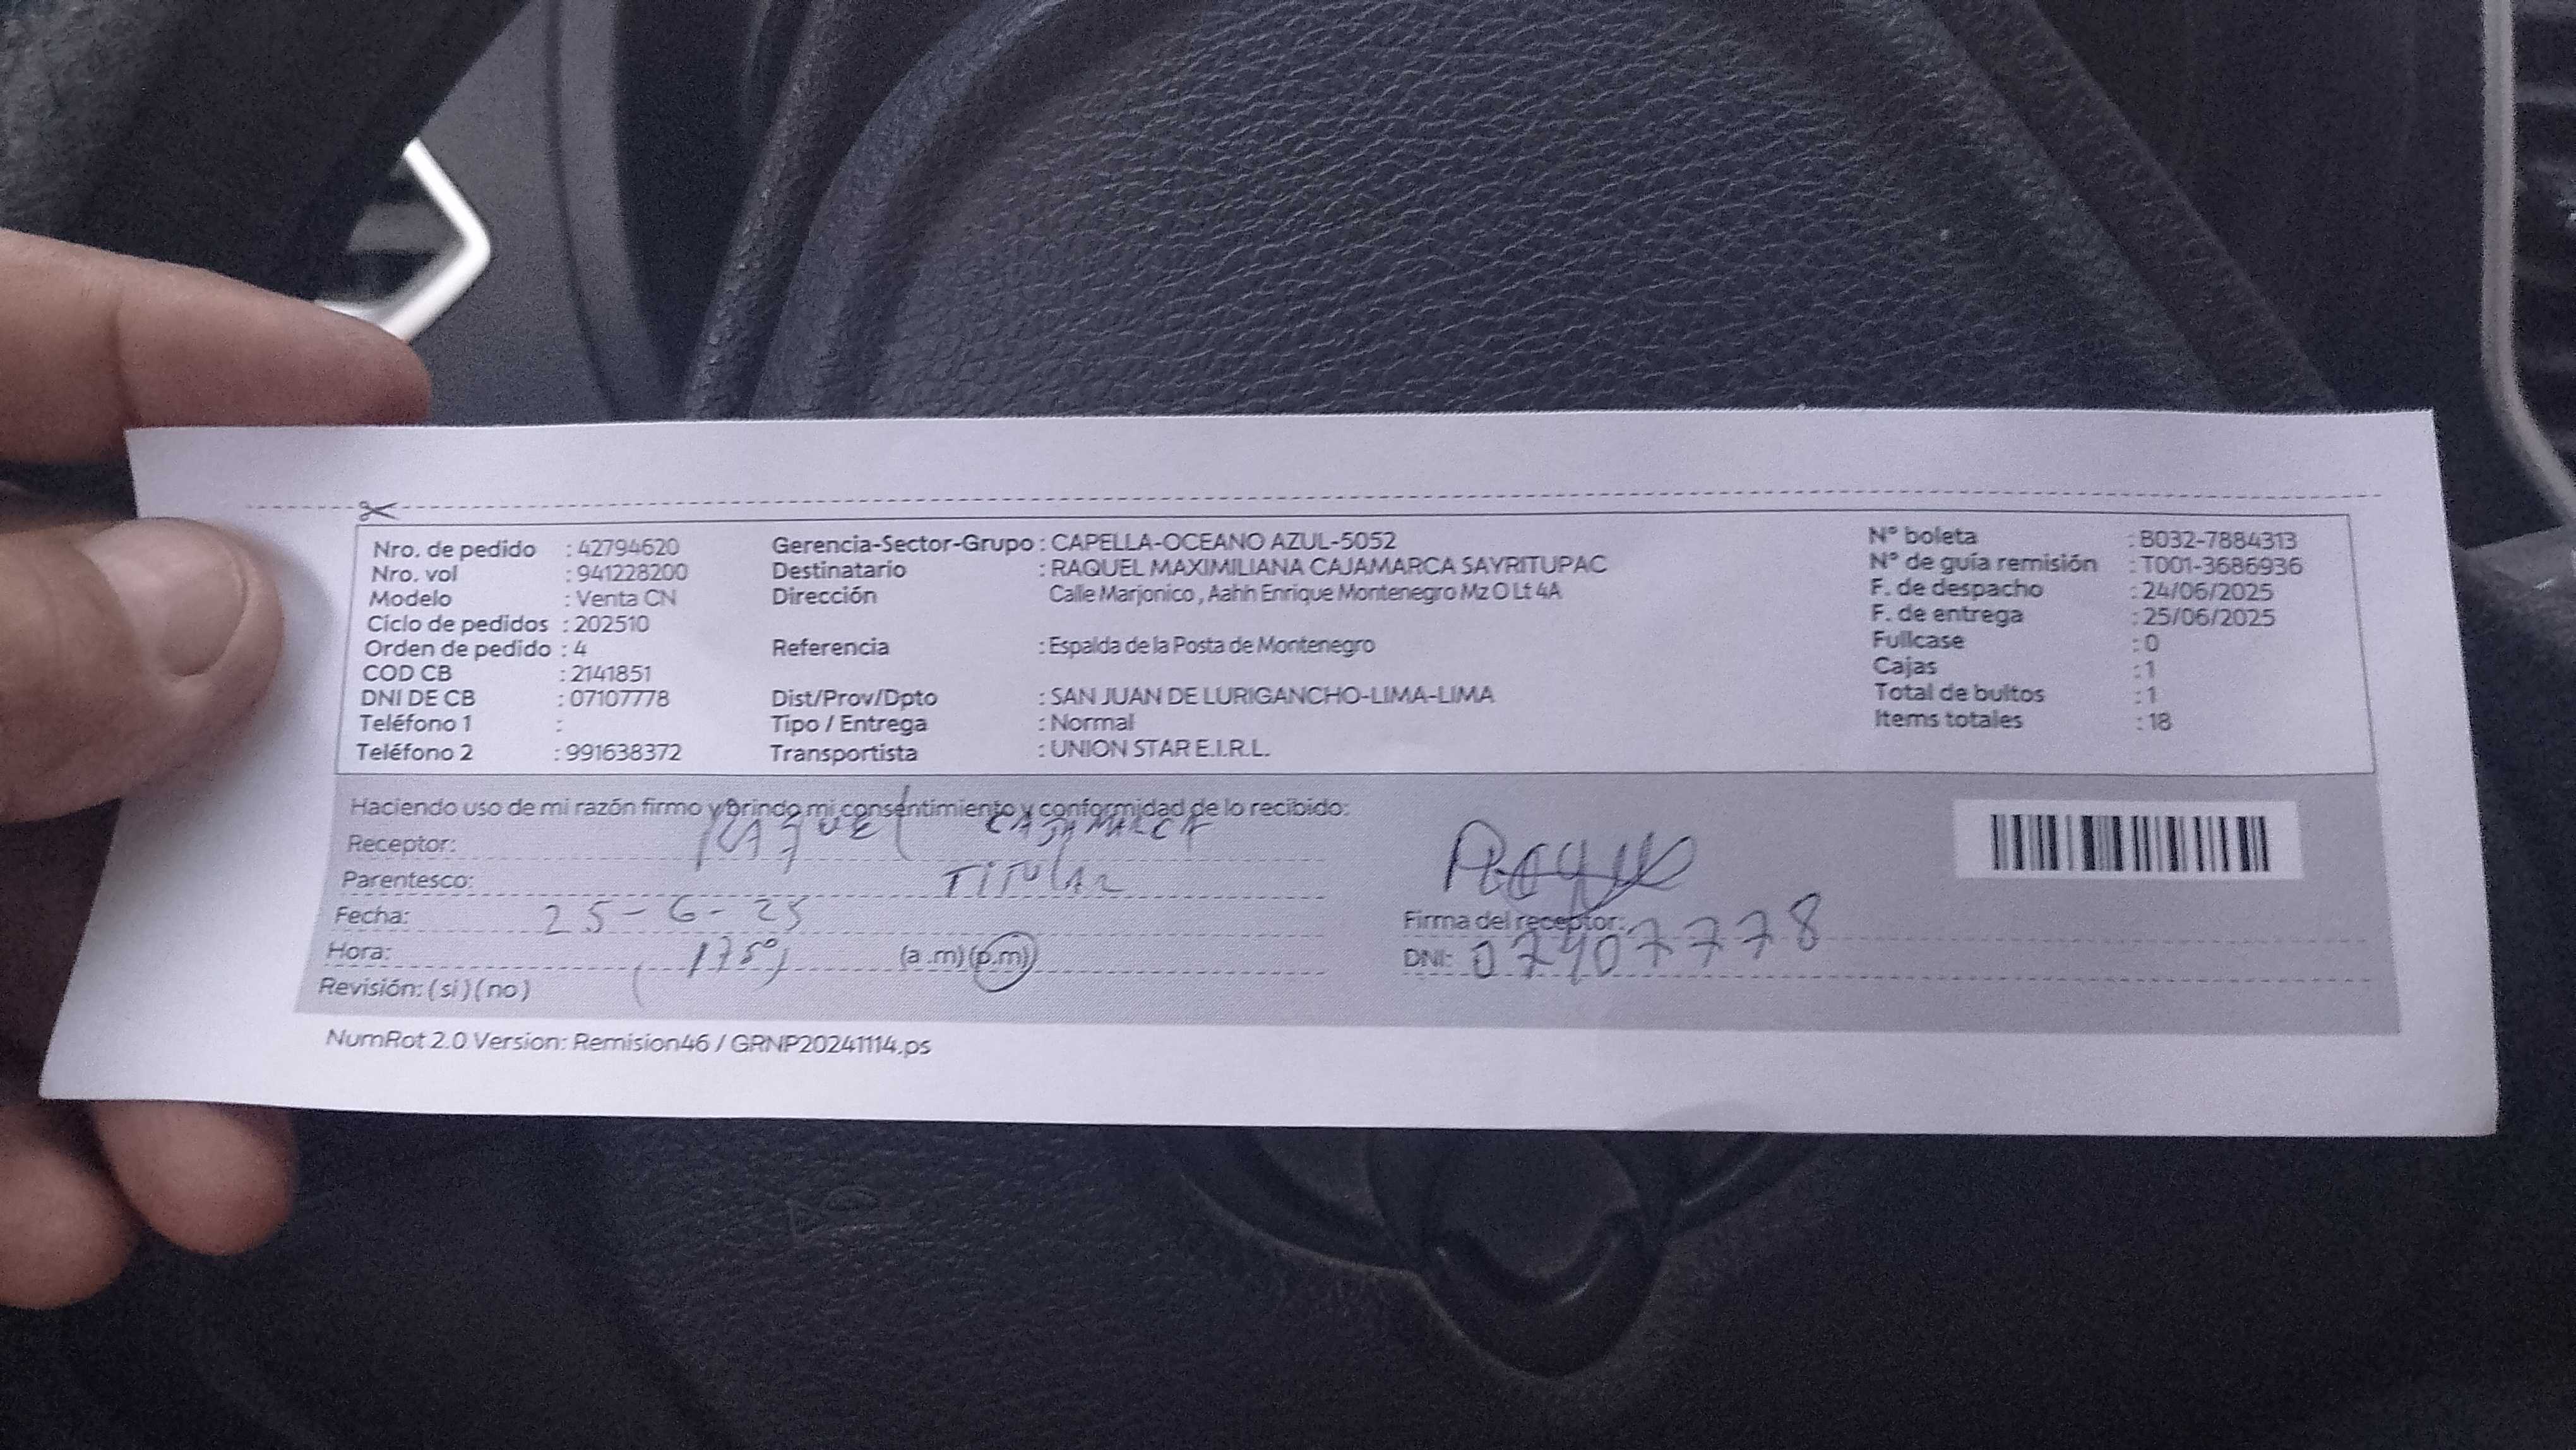 Nro. de pedido : 42794620
Nro. vol : 941228200
Modelo : Venta CN
Ciclo de pedidos : 202510
Orden de pedido : 4
COD CB : 2141851
DNI DE CB : 07107778
Teléfono 1 :
Teléfono 2 : 991638372
Gerencia-Sector-Grupo : CAPELLA-OCEANO AZUL-5052
Destinatario : RAQUEL MAXIMILIANA CAJAMARCA SAYRITUPAC
Dirección Calle Marjonico , Aahh Enrique Montenegro Mz O Lt 4A
Referencia : Espalda de la Posta de Montenegro
Dist/Prov/Dpto : SAN JUAN DE LURIGANCHO-LIMA-LIMA
Tipo / Entrega : Normal
Transportista : UNION STAR E.I.R.L.
N° boleta : B032-7884313
N° de guía remisión : T001-3686936
F. de despacho : 24/06/2025
F. de entrega : 25/06/2025
Fullcase : 0
Cajas : 1
Total de bultos : 1
Items totales : 18
Haciendo uso de mi razón firmo y brindo mi consentimiento y conformidad de lo recibido:
Receptor: RAQUEL CAJAMARCA
Parentesco: TITULAR
Fecha: 25-6-25
Hora: (1750) (a .m) (p.m)
Revisión: ( si ) ( no )
Firma del receptor:
DNI: 07107778
NumRot 2.0 Version: Remision46 / GRNP20241114.ps